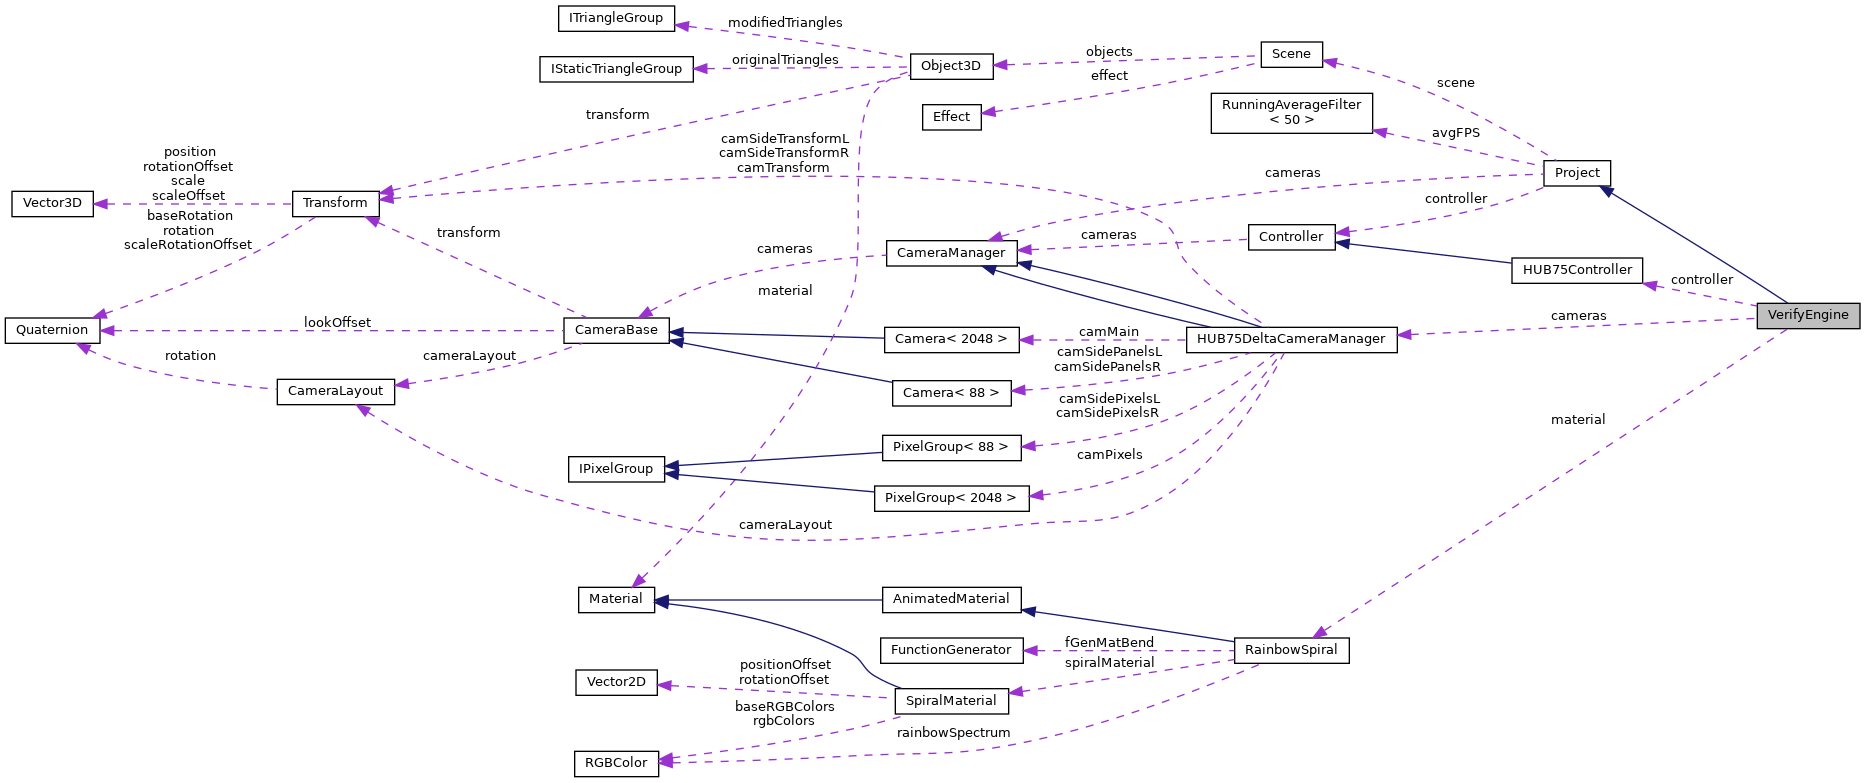 ITriangleGroup
modifiedTriangles
IStaticTriangleGroup
originalTriangles
Object3D
objects
Scene
effect
Effect
scene
RunningAverageFilter
< 50 >
avgFPS
transform
camSideTransformL
camSideTransformR
camTransform
position
rotationOffset
scale
scaleOffset
Vector3D
Transform
baseRotation
rotation
scaleRotationOffset
transform
cameras
Project
controller
cameras
CameraManager
cameras
Controller
HUB75Controller
controller
material
VerifyEngine
cameras
Quaternion
lookOffset
CameraBase
Camera< 2048 >
camMain
HUB75DeltaCameraManager
rotation
cameraLayout
camSidePanelsL
camSidePanelsR
CameraLayout
Camera< 88 >
camSidePixelsL
camSidePixelsR
material
PixelGroup< 88 >
camPixels
IPixelGroup
PixelGroup< 2048 >
cameraLayout
Material
AnimatedMaterial
FunctionGenerator
fGenMatBend
RainbowSpiral
spiralMaterial
positionOffset
rotationOffset
Vector2D
SpiralMaterial
baseRGBColors
rgbColors
rainbowSpectrum
RGBColor